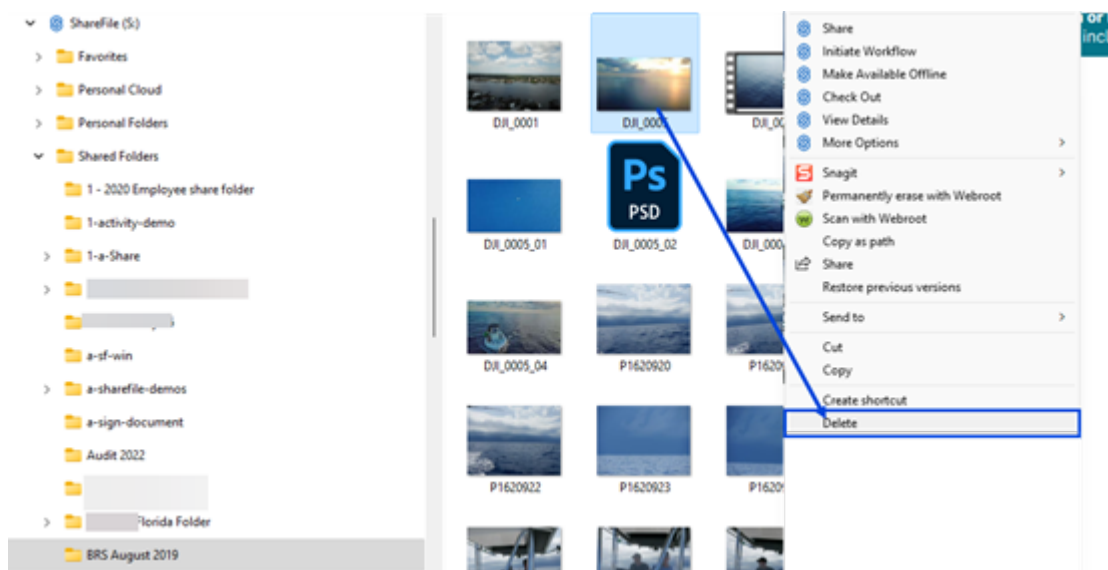 ShareFile (S:)
Favorites
Personal Cloud
Personal Folders
Shared Folders
1 - 2020 Employee share folder
1-activity-demo
1-a-Share
a-sf-win
a-sharefile-demos
a-sign-document
Audit 2022
Florida Folder
BRS August 2019
DJI_0001
DJI_0005_01
DJI_0005_02
DJI_0005_04
P1620920
P1620922
P1620923
Ps
PSD
Share
Initiate Workflow
Make Available Offline
Check Out
View Details
More Options
Snagit
Permanently erase with Webroot
Scan with Webroot
Copy as path
Share
Restore previous versions
Send to
Cut
Copy
Create shortcut
Delete